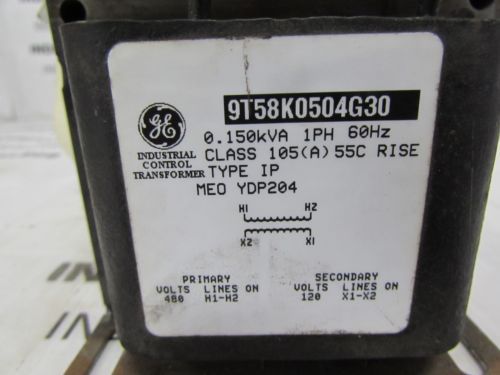 9T58K0504G30
GE
INDUSTRIAL
CONTROL
TRANSFORMER
0.150kVA 1PH 60Hz
CLASS 105(A) 55C RISE
TYPE IP
MEO YDP204
H1 H2
X2 X1
PRIMARY
VOLTS LINES ON
480 H1-H2
SECONDARY
VOLTS LINES ON
120 X1-X2